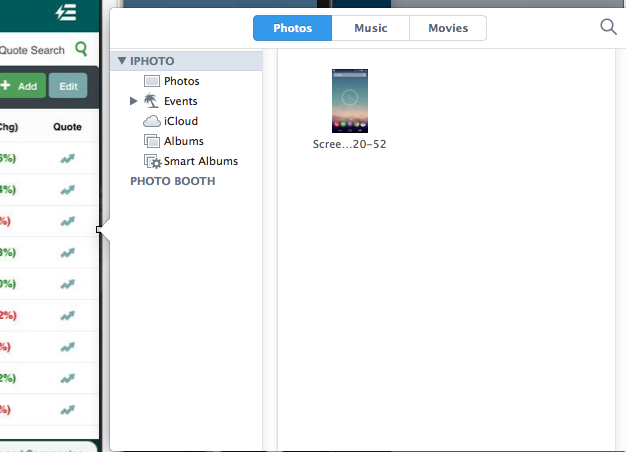 Photos Music Movies
Quote Search
+ Add Edit
Chg) Quote
5%)
4%)
%)
3%)
0%)
2%)
%)
2%)
%)
IPHOTO
Photos
Events
iCloud
Albums
Smart Albums
PHOTO BOOTH
Scree...20-52